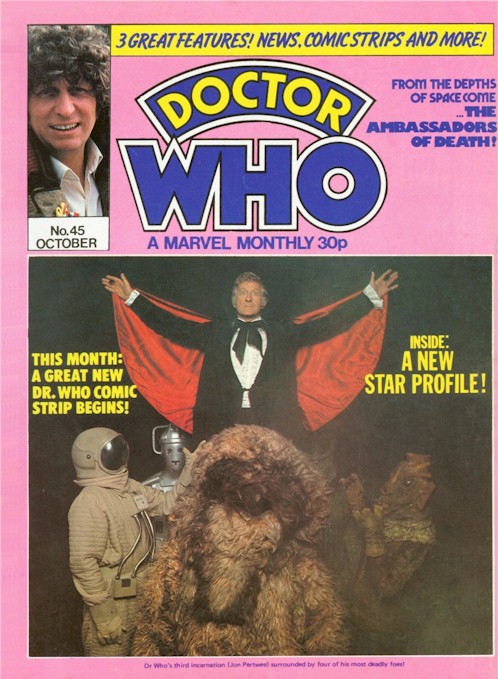 3 GREAT FEATURES! NEWS, COMIC STRIPS AND MORE!
DOCTOR
WHO
A MARVEL MONTHLY 30p
FROM THE DEPTHS
OF SPACE COME
...THE
AMBASSADORS
OF DEATH!
No.45
OCTOBER
THIS MONTH:
A GREAT NEW
DR. WHO COMIC
STRIP BEGINS!
INSIDE:
A NEW
STAR PROFILE!
Dr Who's third incarnation (Jon Pertwee) surrounded by four of his most deadly foes!